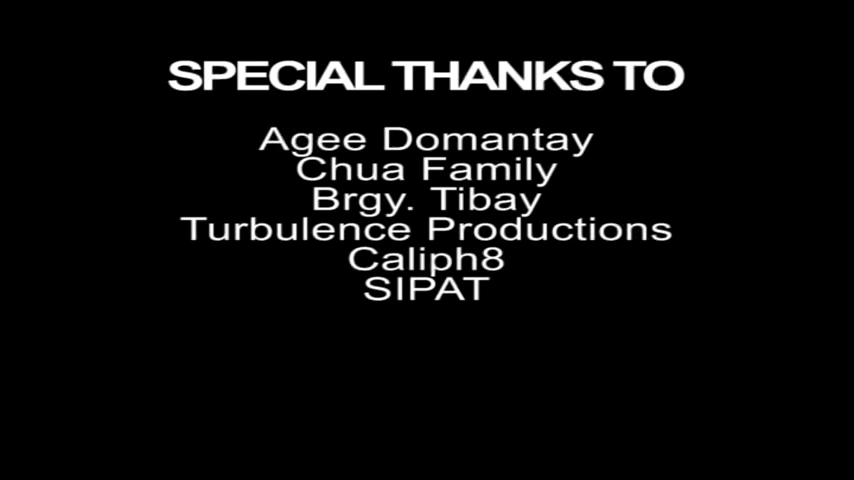 SPECIAL THANKS TO
Agee Domantay
Chua Family
Brgy. Tibay
Turbulence Productions
Caliph8
SIPAT